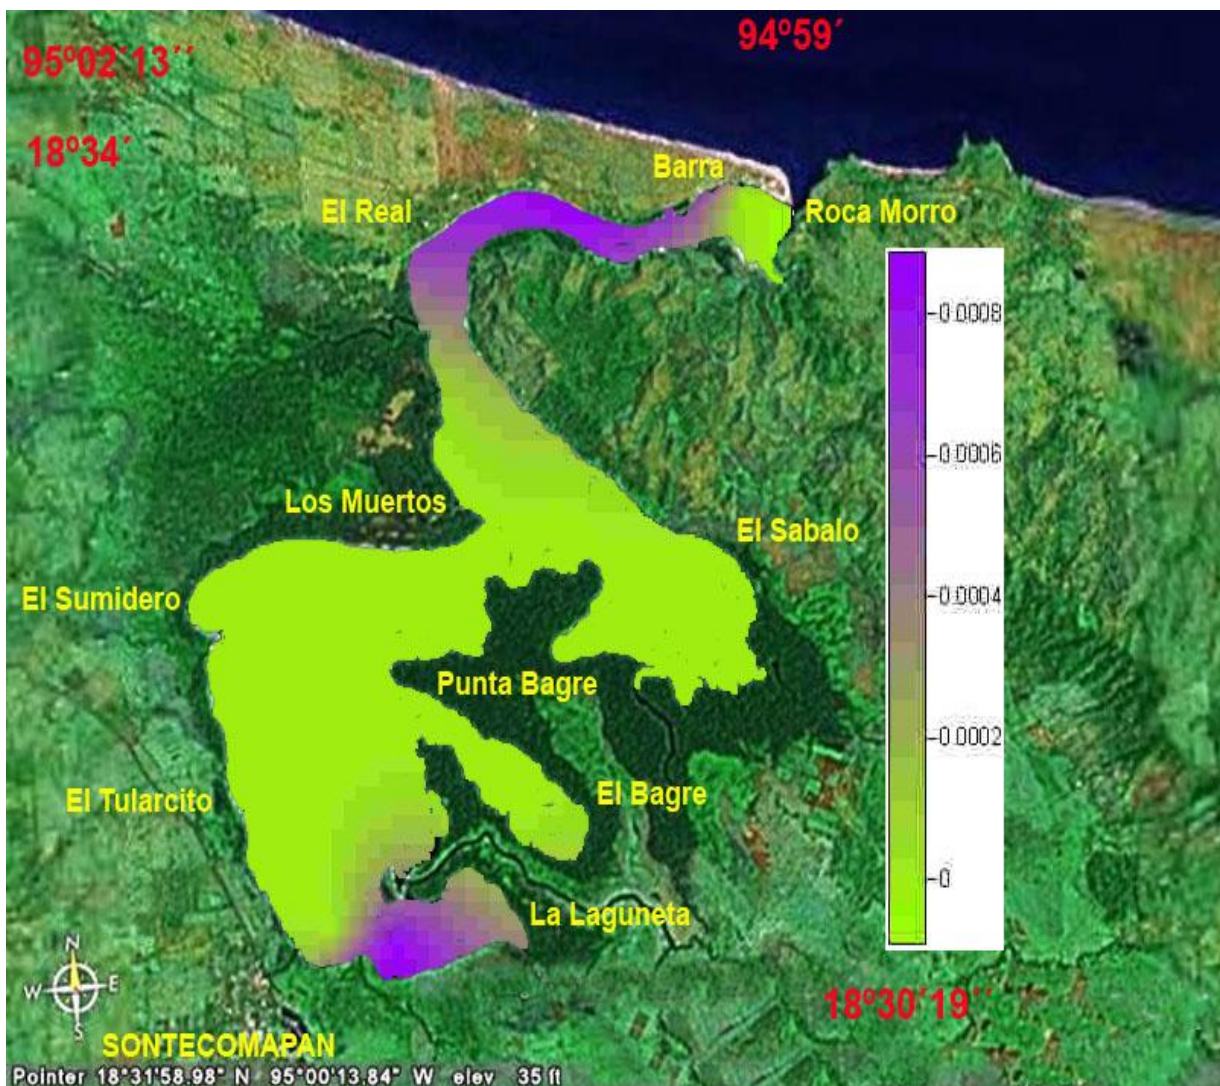 94º59´
95º02´13´´
18º34´
Barra
El Real
Roca Morro
0.0008
0.0006
Los Muertos
El Sabalo
El Sumidero
0.0004
Punta Bagre
0.0002
El Tularcito
El Bagre
0
La Laguneta
N
W E
S
18º30´19´´
SONTECOMAPAN
Pointer 18°31'58.98" N 95°00'13.84" W elev 35 ft